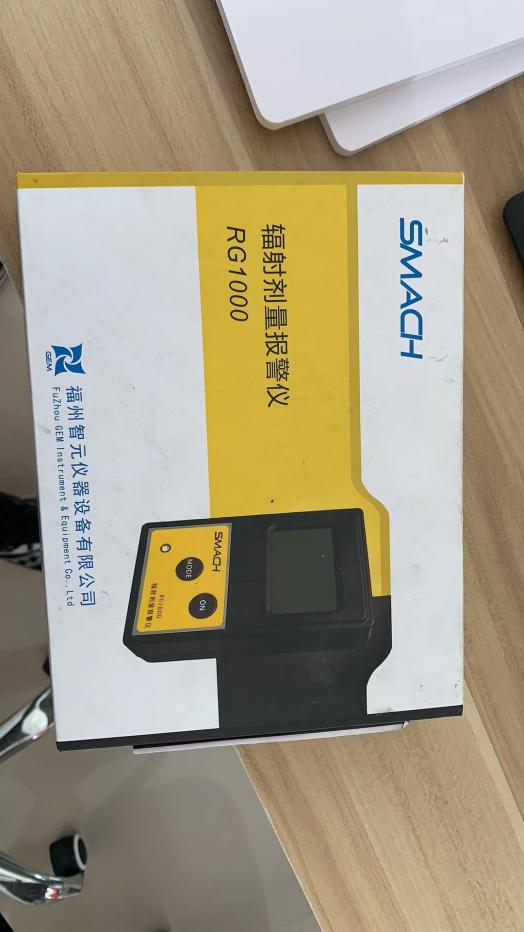 SMACH
辐射剂量报警仪
RG1000
SMACH
MODE
ON
RG1000
辐射剂量报警仪
GEM
福州智元仪器设备有限公司
FuZhou GEM Instrument & Equipment Co.,Ltd